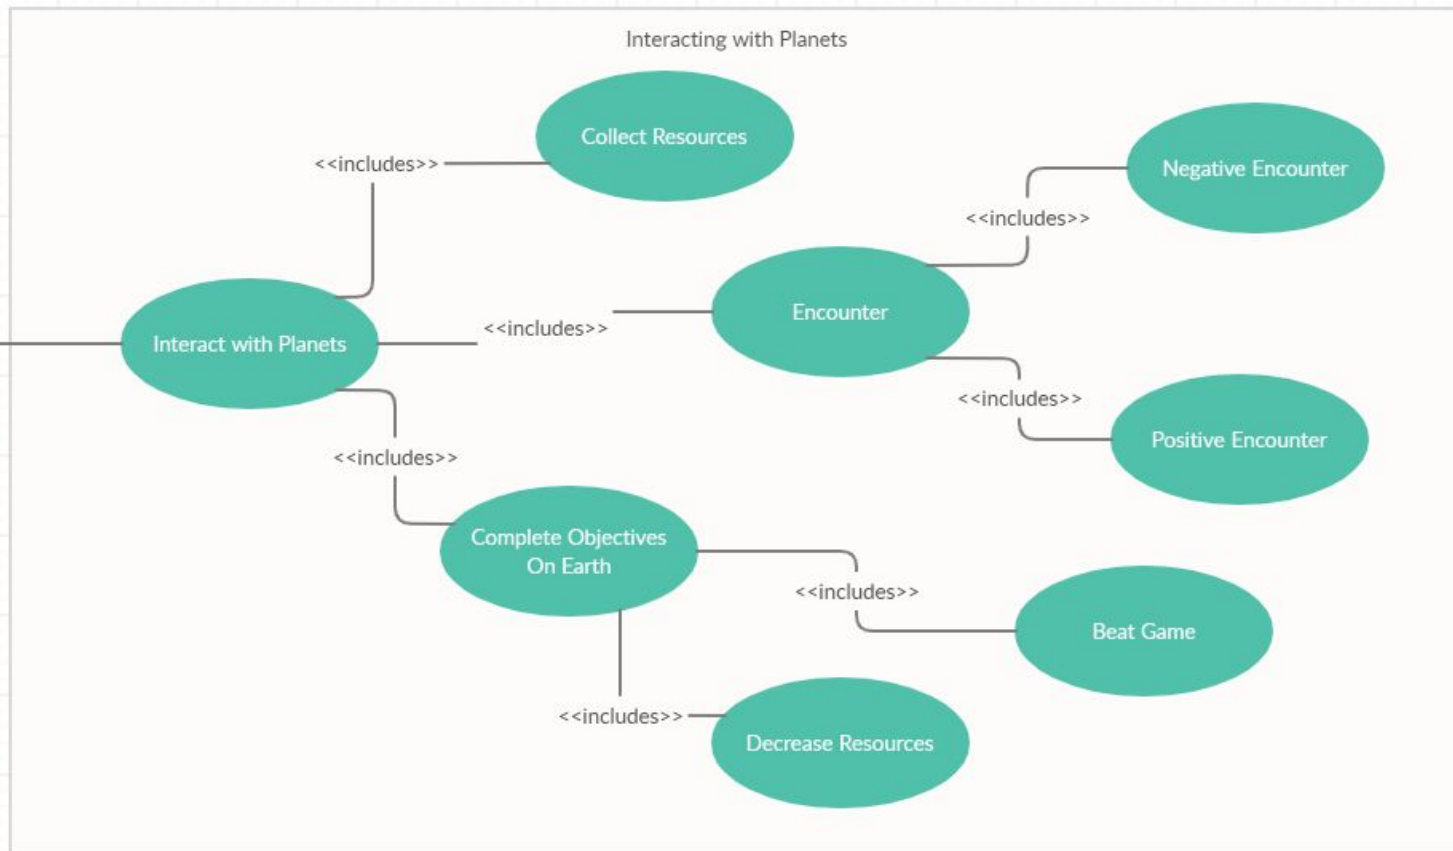 Interacting with Planets
Collect Resources
<<includes>>
Negative Encounter
<<includes>>
Encounter
<<includes>>
Interact with Planets
<<includes>>
Positive Encounter
<<includes>>
Complete Objectives
On Earth
<<includes>>
Beat Game
<<includes>>
Decrease Resources